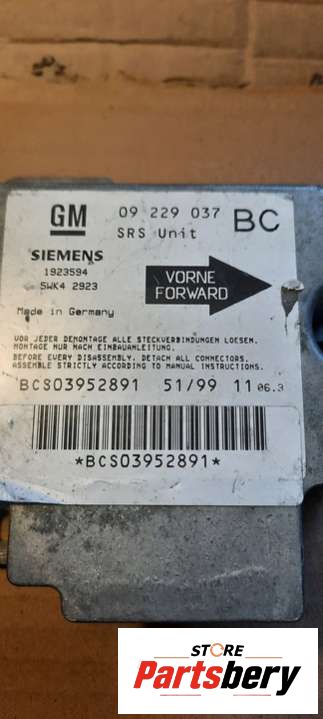 GM 09 229 037 BC
SRS Unit
SIEMENS
1923594
5WK4 2923
VORNE
FORWARD
Made in Germany
VOR JEDER DEMONTAGE ALLE STECKVERBINDUNGEN LOESEN.
MONTAGE NUR NACH EINBAUANLEITUNG.
BEFORE EVERY DISASSEMBLY. DETACH ALL CONNECTORS.
ASSEMBLE STRICTLY ACCORDING TO MANUAL INSTRUCTIONS.
BCS03952891 51/99 11 06.3
*BCS03952891*
STORE
Partsbery